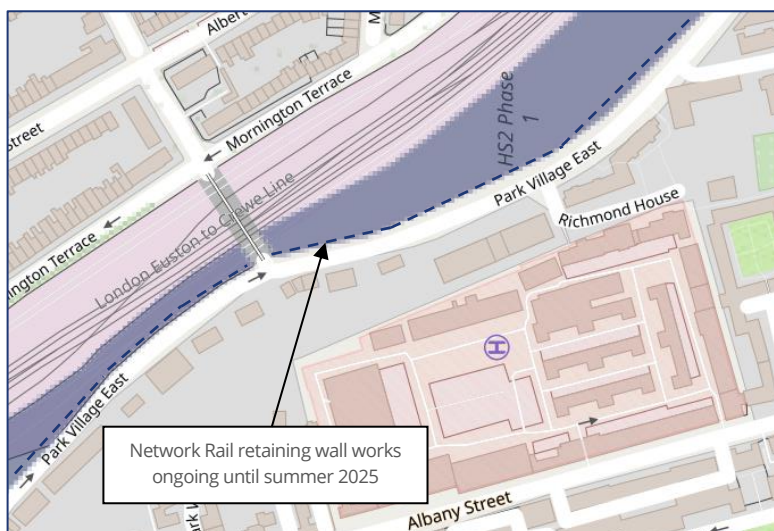 Albert
M
Street
Mornington Terrace
HS2 Phase
1
Park Village East
Richmond House
London Euston to Crewe Line
nington Terrace
H
Park Village East
Network Rail retaining wall works
ongoing until summer 2025
Albany Street